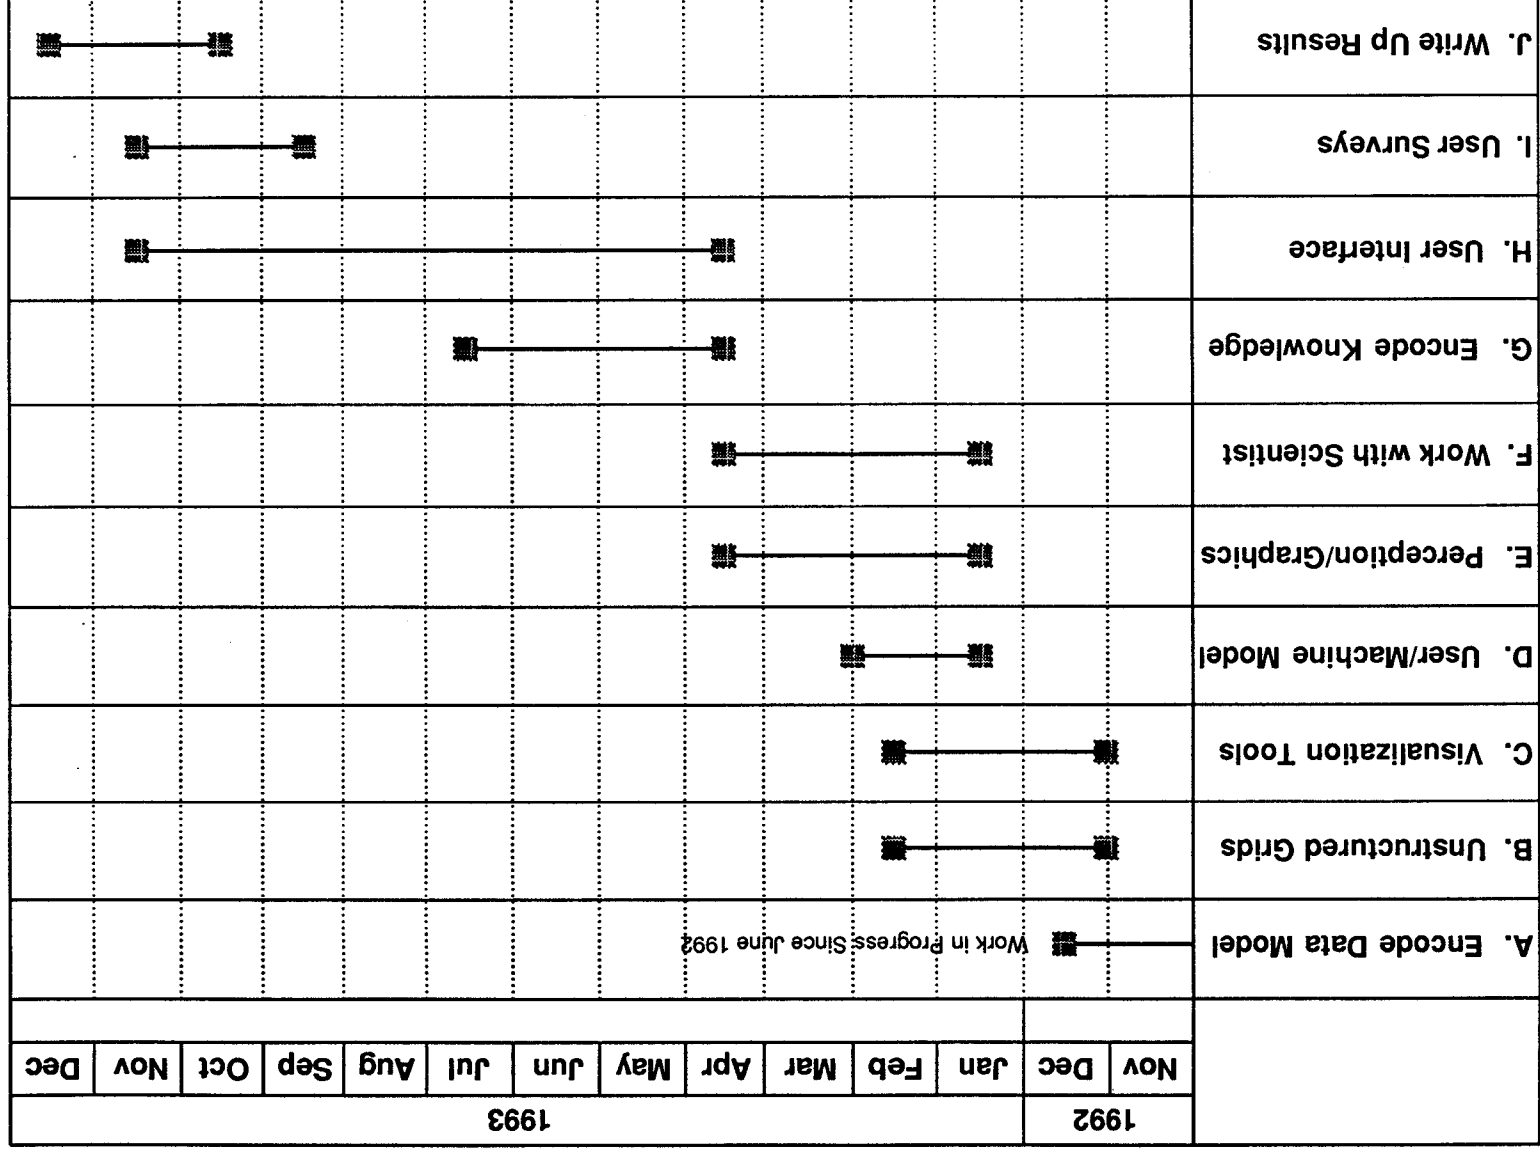 1992 1993
Nov Dec Jan Feb Mar Apr May Jun Jul Aug Sep Oct Nov Dec
A. Encode Data Model Work in Progress Since June 1992
B. Unstructured Grids
C. Visualization Tools
D. User/Machine Model
E. Perception/Graphics
F. Work with Scientist
G. Encode Knowledge
H. User Interface
I. User Surveys
J. Write Up Results